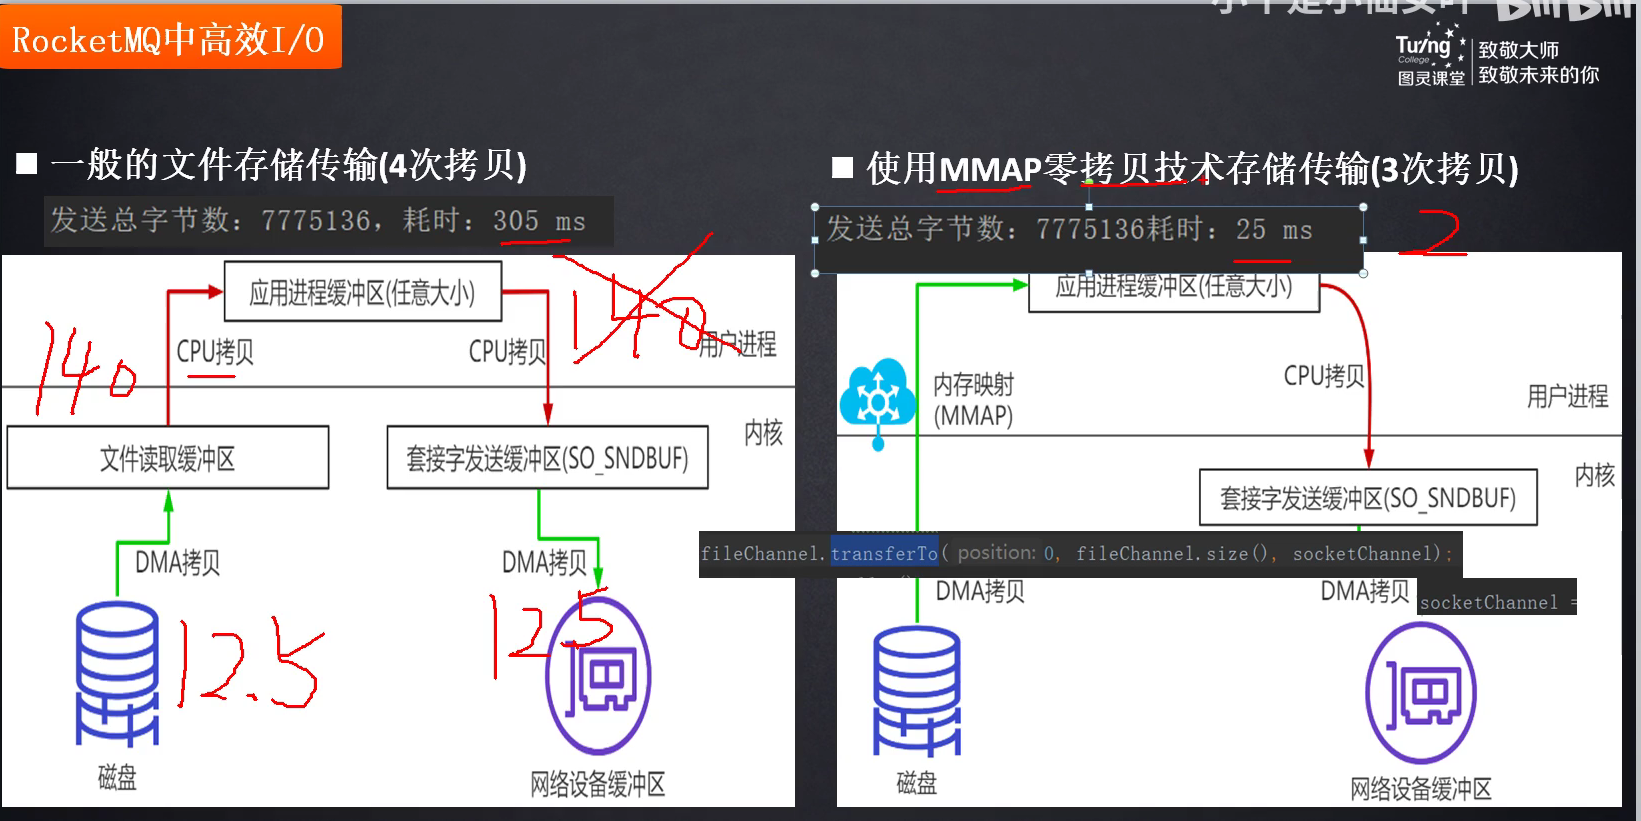 RocketMQ中高效I/O
Tu/ng
College
图灵课堂
致敬大师
致敬未来的你
一般的文件存储传输(4次拷贝)
发送总字节数：7775136，耗时：305 ms
应用进程缓冲区(任意大小)
CPU拷贝
CPU拷贝
140
140
用户进程
内核
文件读取缓冲区
套接字发送缓冲区(SO_SNDBUF)
DMA拷贝
DMA拷贝
12.5
12.5
磁盘
网络设备缓冲区
使用MMAP零拷贝技术存储传输(3次拷贝)
发送总字节数：7775136耗时：25 ms
2
应用进程缓冲区(任意大小)
内存映射
(MMAP)
CPU拷贝
用户进程
内核
套接字发送缓冲区(SO_SNDBUF)
fileChannel.transferTo( position: 0, fileChannel.size(), socketChannel);
DMA拷贝
DMA拷贝
socketChannel =
磁盘
网络设备缓冲区